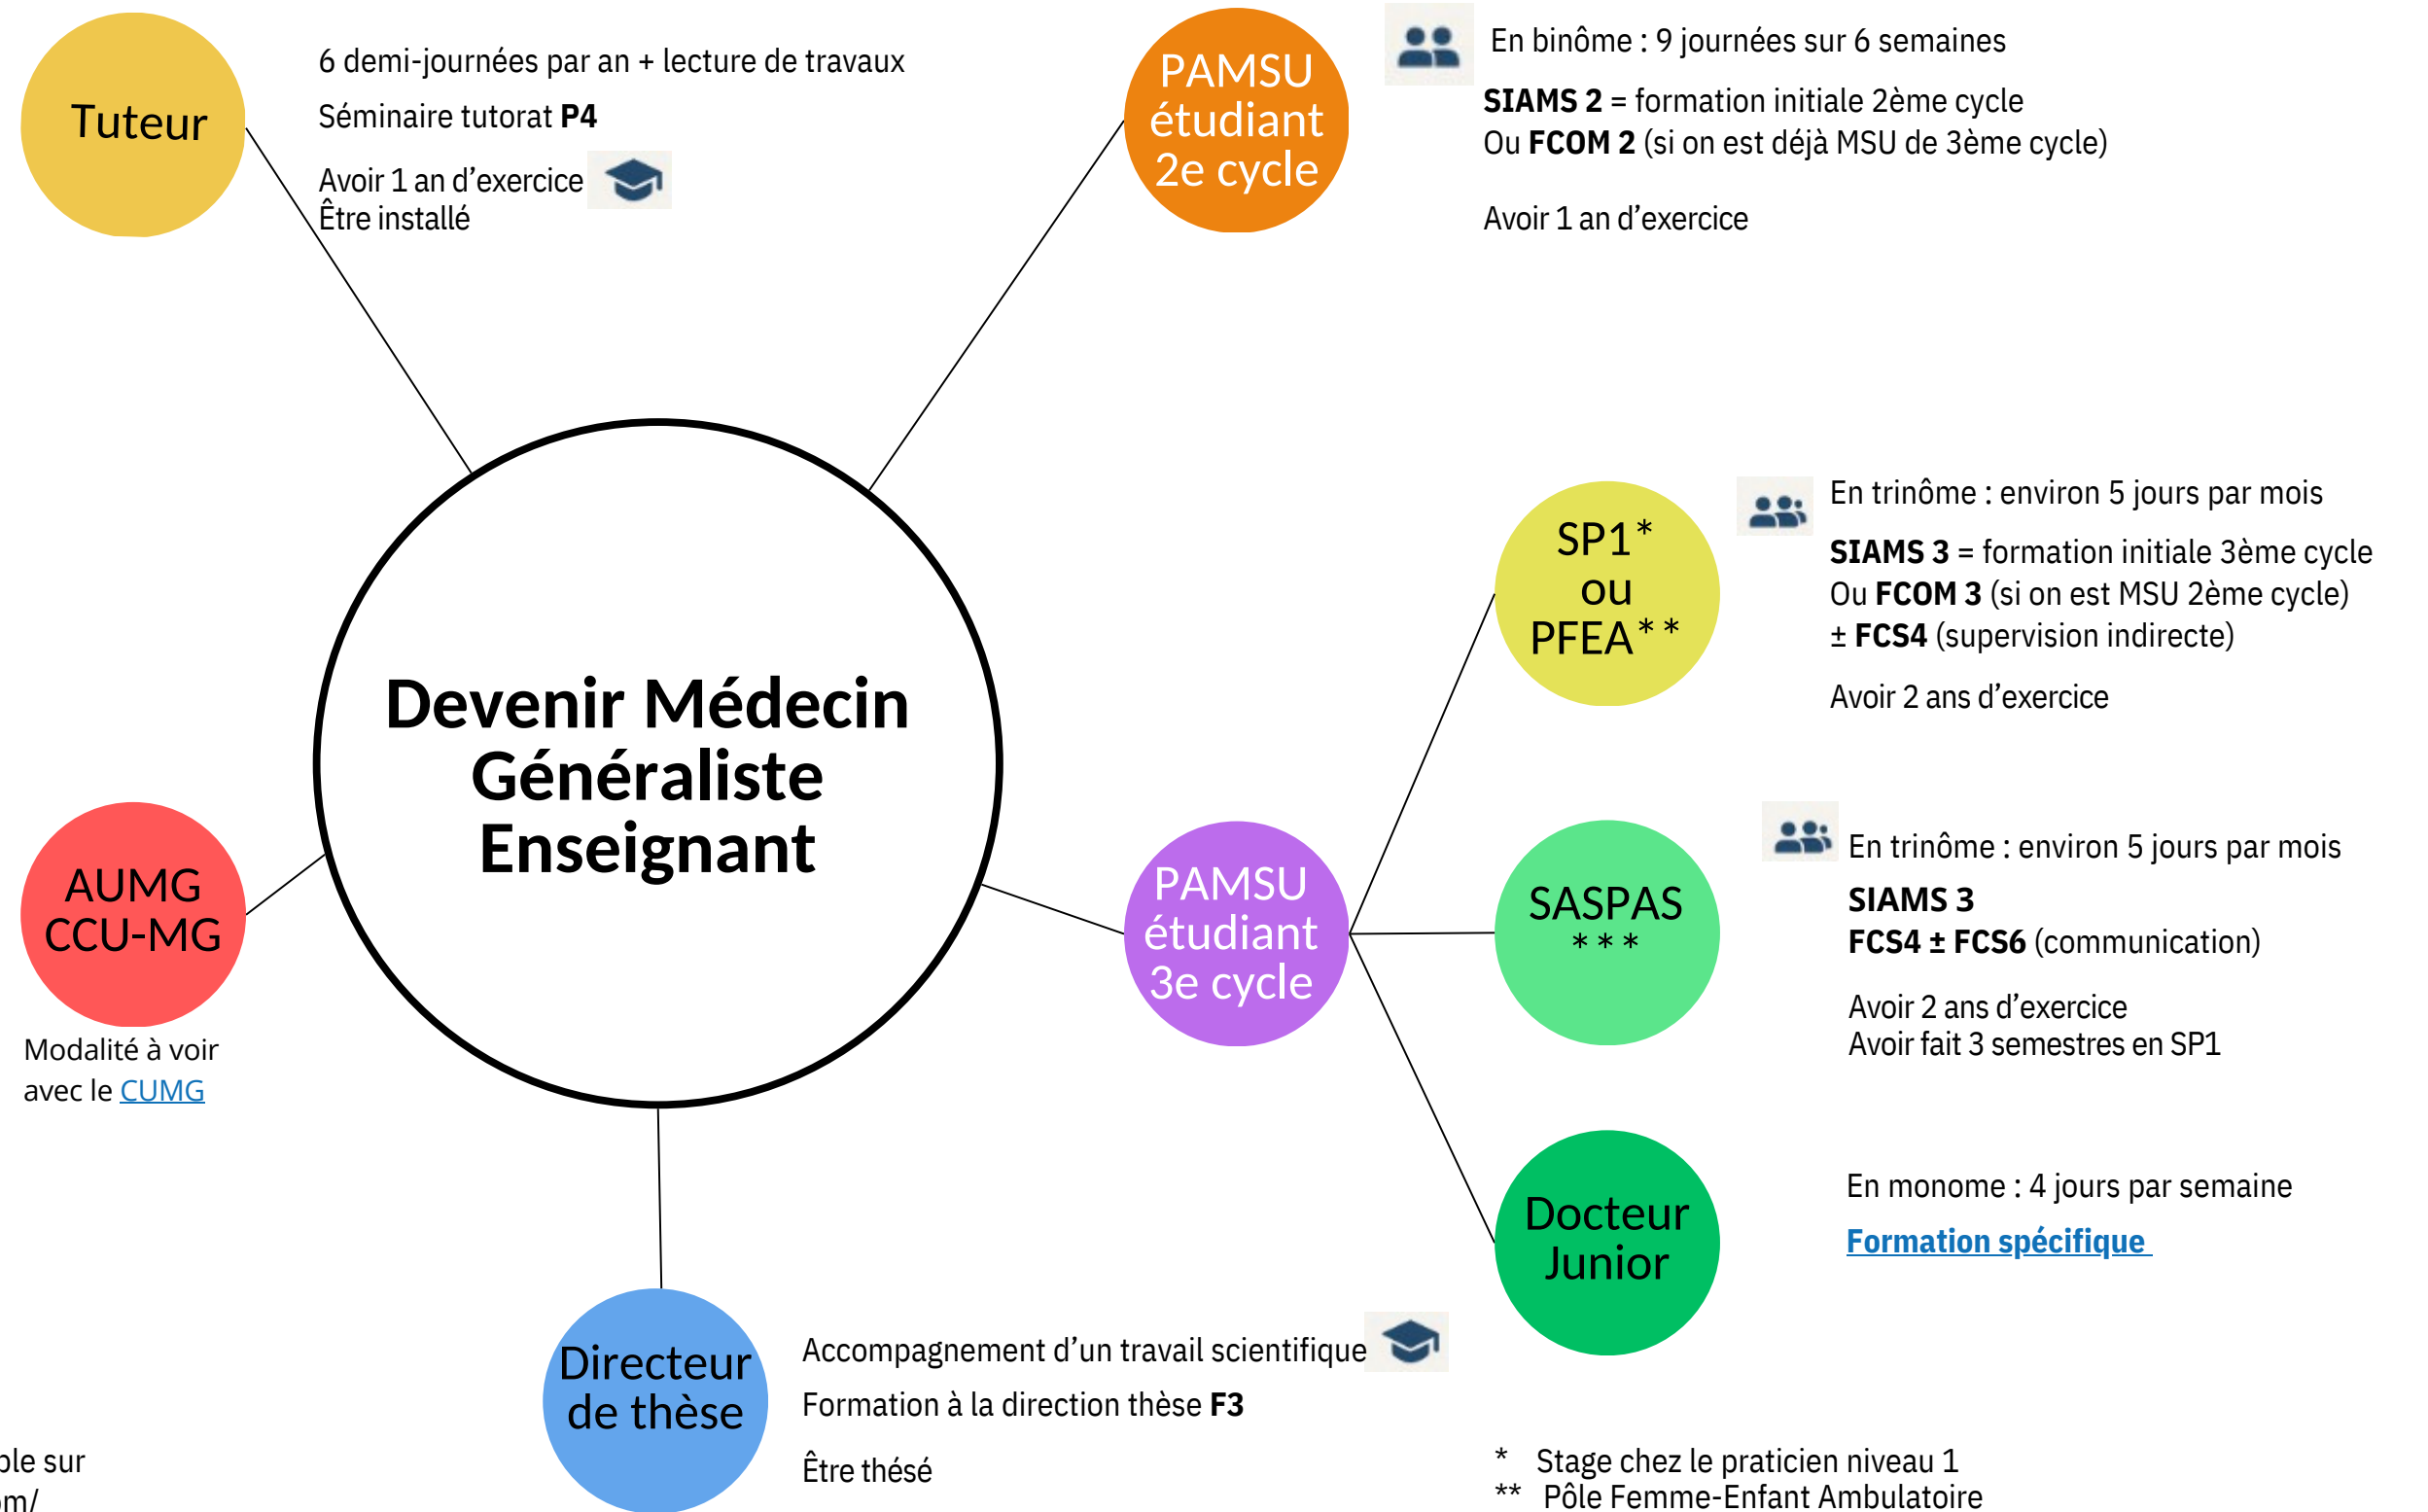 Tuteur
6 demi-journées par an + lecture de travaux
Séminaire tutorat P4
Avoir 1 an d’exercice
Être installé
PAMSU
étudiant
2e cycle
En binôme : 9 journées sur 6 semaines
SIAMS 2 = formation initiale 2ème cycle
Ou FCOM 2 (si on est déjà MSU de 3ème cycle)
Avoir 1 an d’exercice
Devenir Médecin
Généraliste
Enseignant
SP1*
ou
PFEA**
En trinôme : environ 5 jours par mois
SIAMS 3 = formation initiale 3ème cycle
Ou FCOM 3 (si on est MSU 2ème cycle)
± FCS4 (supervision indirecte)
Avoir 2 ans d’exercice
AUMG
CCU-MG
Modalité à voir
avec le CUMG
PAMSU
étudiant
3e cycle
SASPAS
***
En trinôme : environ 5 jours par mois
SIAMS 3
FCS4 ± FCS6 (communication)
Avoir 2 ans d’exercice
Avoir fait 3 semestres en SP1
Docteur
Junior
En monome : 4 jours par semaine
Formation spécifique
Directeur
de thèse
Accompagnement d’un travail scientifique
Formation à la direction thèse F3
Être thésé
sur
* Stage chez le praticien niveau 1
** Pôle Femme-Enfant Ambulatoire